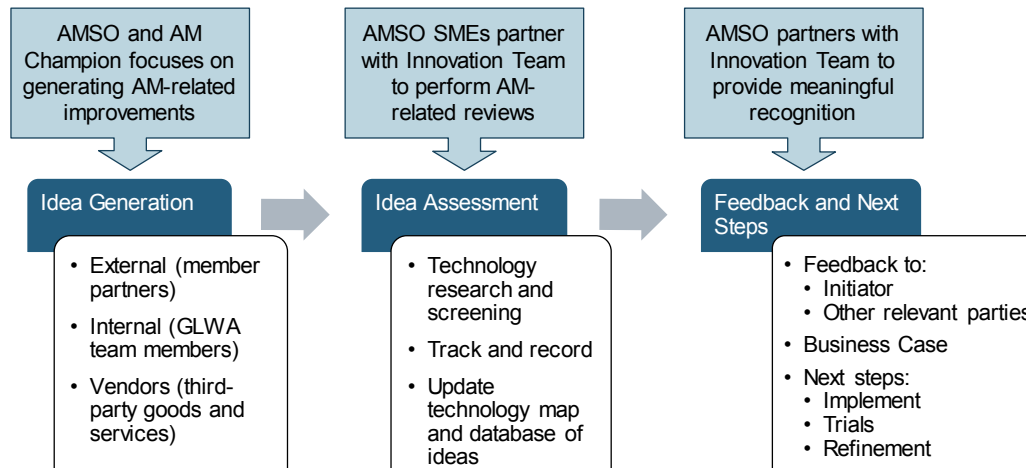 AMSO and AM
Champion focuses on
generating AM-related
improvements
AMSO SMEs partner
with Innovation Team
to perform AM-
related reviews
AMSO partners with
Innovation Team to
provide meaningful
recognition
Idea Generation
• External (member
partners)
• Internal (GLWA
team members)
• Vendors (third-
party goods and
services)
Idea Assessment
• Technology
research and
screening
• Track and record
• Update
technology map
and database of
ideas
Feedback and Next
Steps
• Feedback to:
• Initiator
• Other relevant parties
• Business Case
• Next steps:
• Implement
• Trials
• Refinement